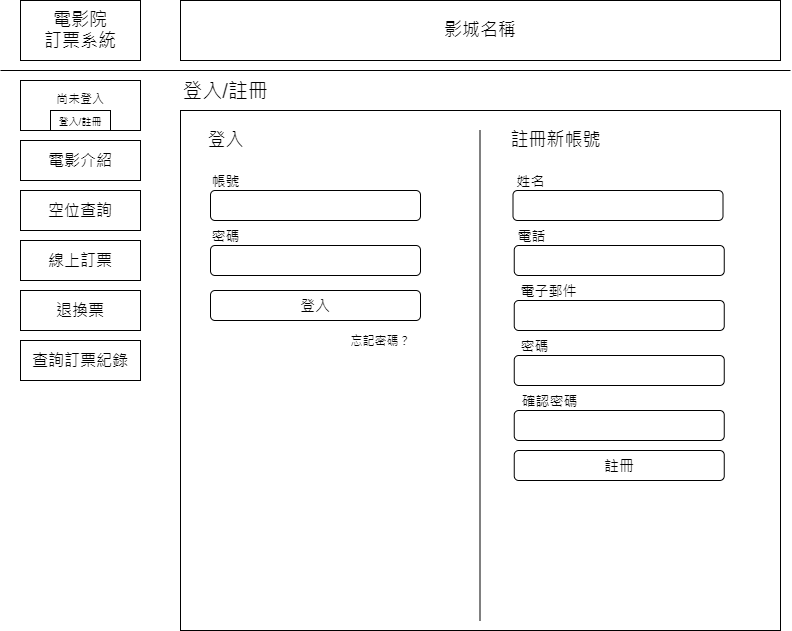 電影院
訂票系統
影城名稱
尚未登入
登入/註冊
電影介紹
空位查詢
線上訂票
退換票
查詢訂票紀錄
登入/註冊
登入
帳號
密碼
登入
忘記密碼？
註冊新帳號
姓名
電話
電子郵件
密碼
確認密碼
註冊